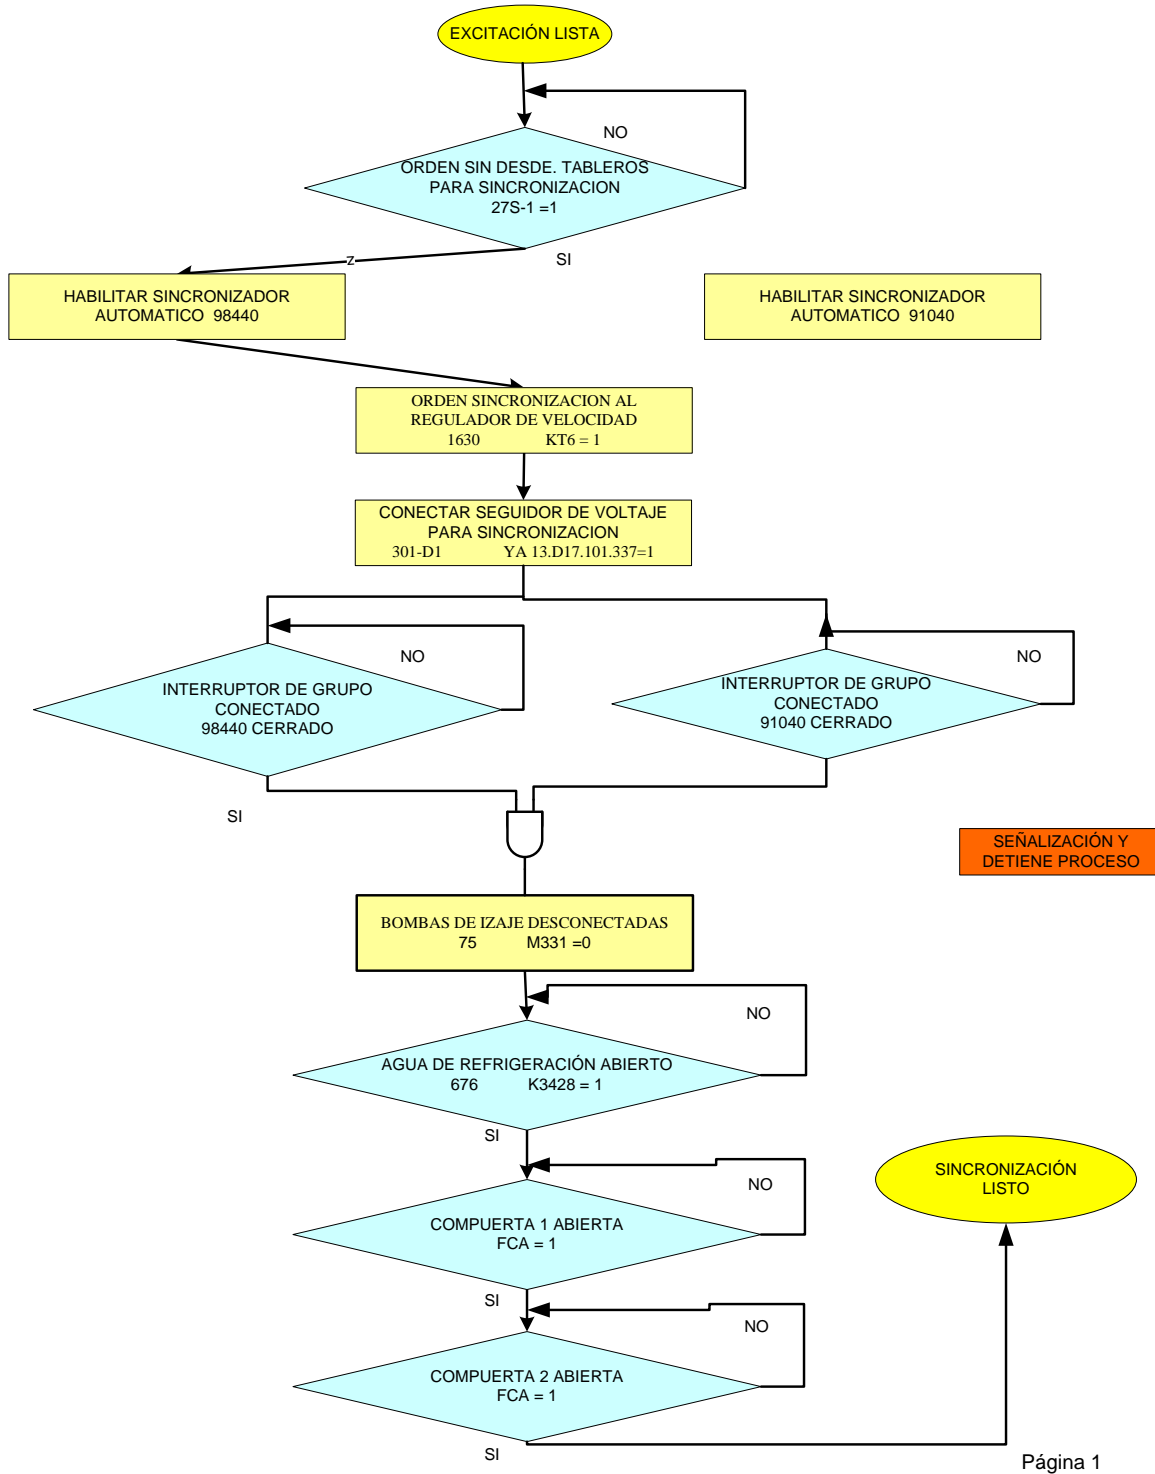 EXCITACIÓN LISTA
NO
ORDEN SIN DESDE. TABLEROS
PARA SINCRONIZACION
27S-1 =1
z
SI
HABILITAR SINCRONIZADOR
AUTOMATICO 98440
HABILITAR SINCRONIZADOR
AUTOMATICO 91040
ORDEN SINCRONIZACION AL
REGULADOR DE VELOCIDAD
1630 KT6 = 1
CONECTAR SEGUIDOR DE VOLTAJE
PARA SINCRONIZACION
301-D1 YA 13.D17.101.337=1
NO
INTERRUPTOR DE GRUPO
CONECTADO
98440 CERRADO
NO
INTERRUPTOR DE GRUPO
CONECTADO
91040 CERRADO
SI
SEÑALIZACIÓN Y
DETIENE PROCESO
BOMBAS DE IZAJE DESCONECTADAS
75 M331 =0
NO
AGUA DE REFRIGERACIÓN ABIERTO
676 K3428 = 1
SI
NO
SINCRONIZACIÓN
LISTO
COMPUERTA 1 ABIERTA
FCA = 1
SI
NO
COMPUERTA 2 ABIERTA
FCA = 1
SI
Página 1